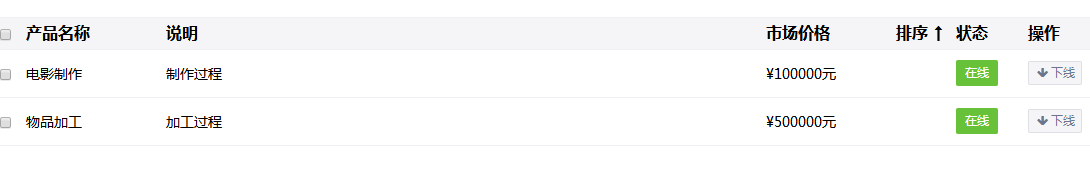 产品名称 说明 市场价格 排序 ↑ 状态 操作
电影制作 制作过程 ¥100000元 在线 下线
物品加工 加工过程 ¥500000元 在线 下线